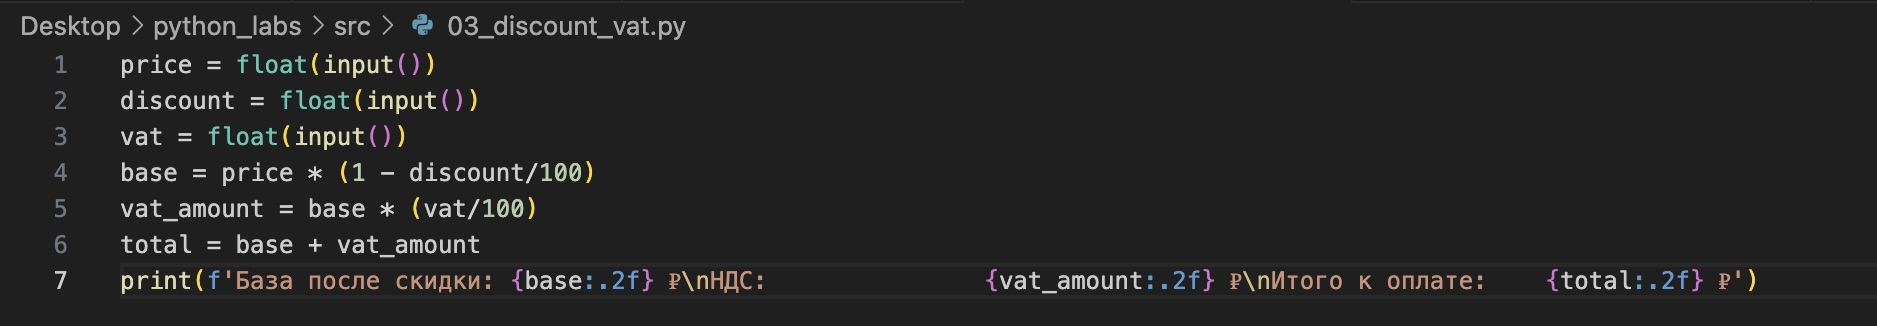 Desktop > python_labs > src > 03_discount_vat.py
1 price = float(input())
2 discount = float(input())
3 vat = float(input())
4 base = price * (1 - discount/100)
5 vat_amount = base * (vat/100)
6 total = base + vat_amount
7 print(f'База после скидки: {base:.2f} ₽\nНДС:               {vat_amount:.2f} ₽\nИтого к оплате:    {total:.2f} ₽')